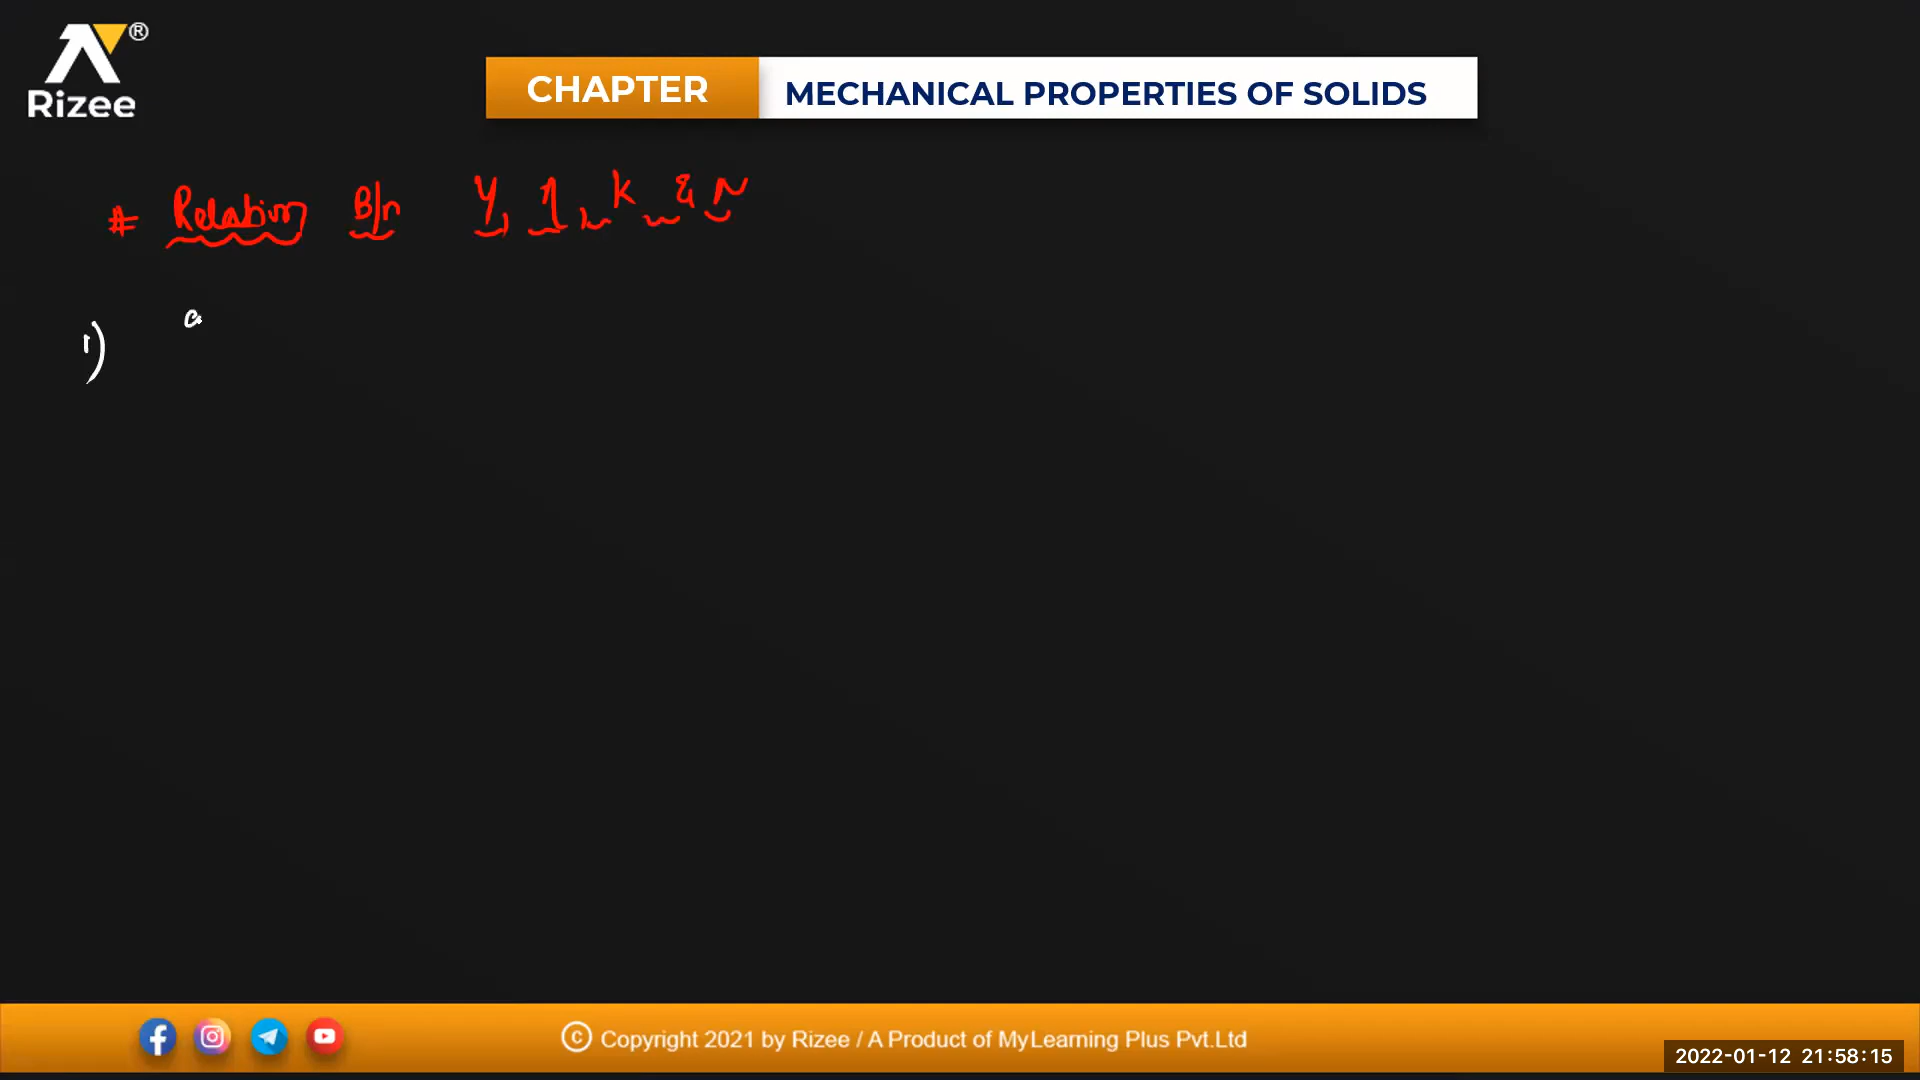 Rizee®
CHAPTER MECHANICAL PROPERTIES OF SOLIDS
# Relation B/n Y, η, k & 
1)
© Copyright 2021 by Rizee / A Product of MyLearning Plus Pvt.Ltd
2022-01-12 21:58:15